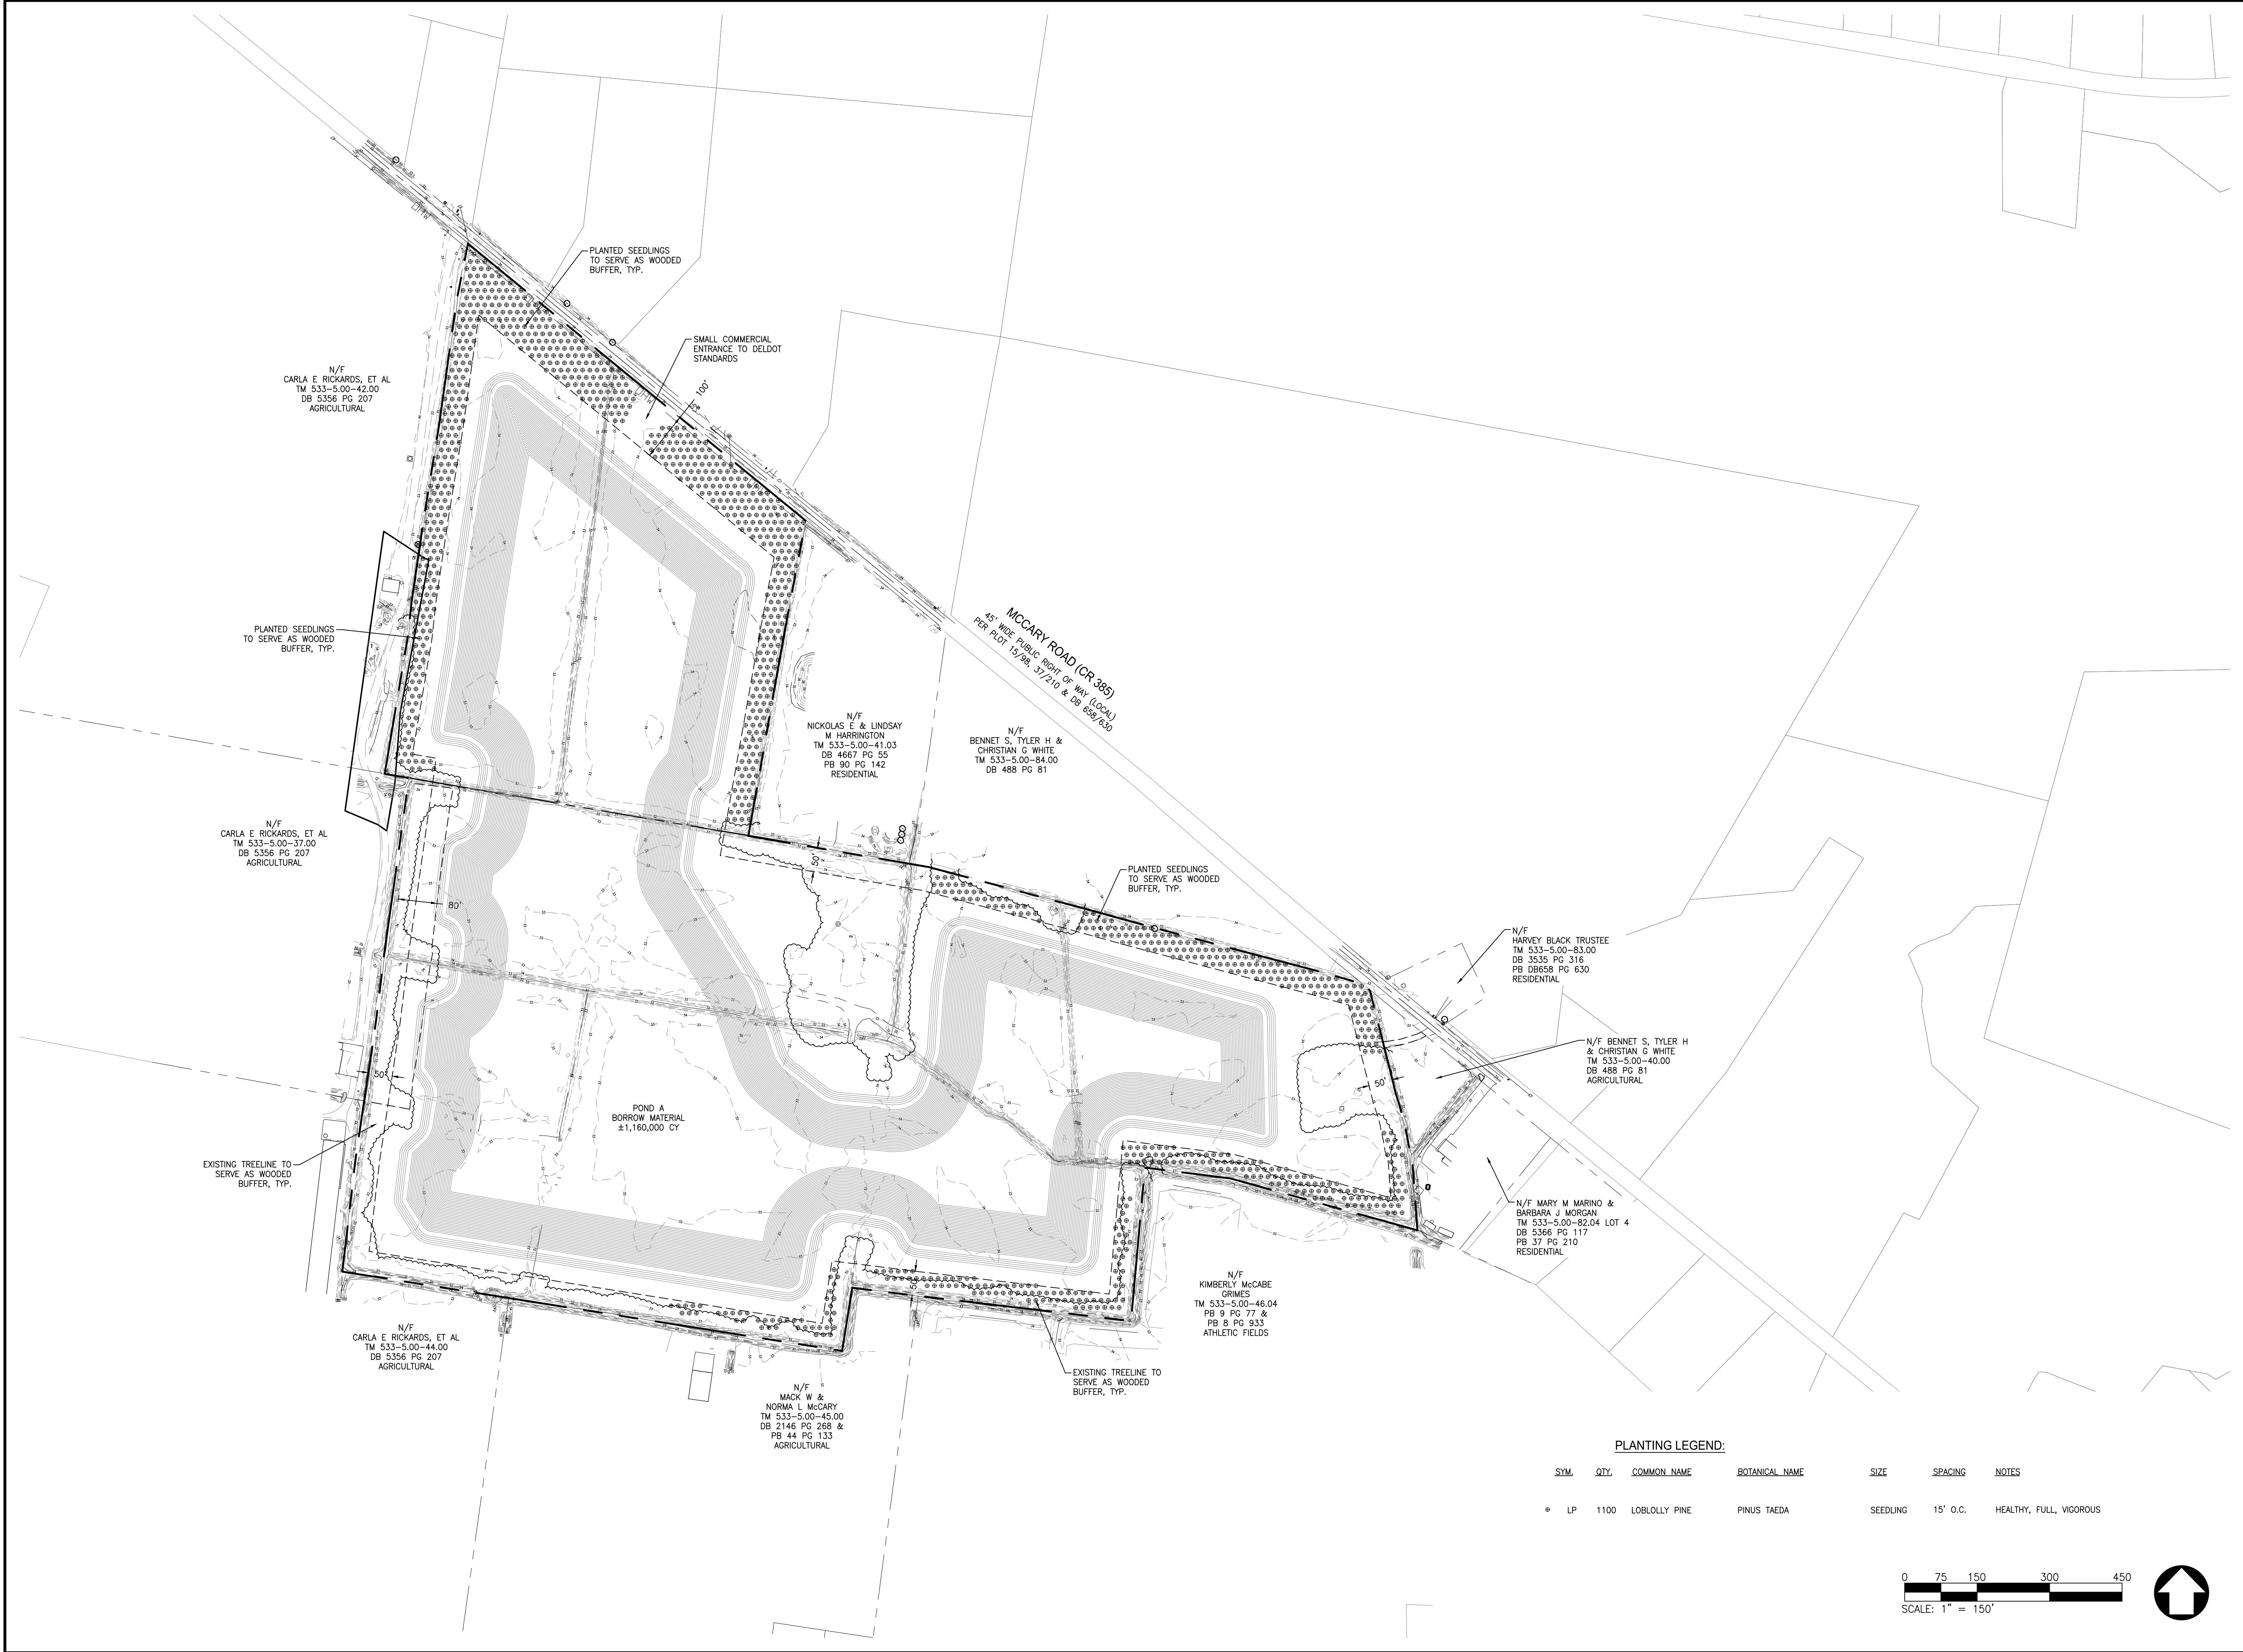 PLANTED SEEDLINGS
TO SERVE AS WOODED
BUFFER, TYP.
SMALL COMMERCIAL
ENTRANCE TO DELDOT
STANDARDS
100'
N/F
CARLA E RICKARDS, ET AL
TM 533-5.00-42.00
DB 5356 PG 207
AGRICULTURAL
PLANTED SEEDLINGS
TO SERVE AS WOODED
BUFFER, TYP.
MCCARY ROAD (CR 385)
45' WIDE PUBLIC RIGHT OF WAY (LOCAL)
PER PLOT 15/98, 37/210 & DB 658/630
N/F
NICKOLAS E & LINDSAY
M HARRINGTON
TM 533-5.00-41.03
DB 4667 PG 55
PB 90 PG 142
RESIDENTIAL
N/F
BENNET S, TYLER H &
CHRISTIAN G WHITE
TM 533-5.00-84.00
DB 488 PG 81
N/F
CARLA E RICKARDS, ET AL
TM 533-5.00-37.00
DB 5356 PG 207
AGRICULTURAL
50'
80'
PLANTED SEEDLINGS
TO SERVE AS WOODED
BUFFER, TYP.
N/F
HARVEY BLACK TRUSTEE
TM 533-5.00-83.00
DB 3535 PG 316
PB DB658 PG 630
RESIDENTIAL
N/F BENNET S, TYLER H
& CHRISTIAN G WHITE
TM 533-5.00-40.00
DB 488 PG 81
AGRICULTURAL
50'
50'
POND A
BORROW MATERIAL
±1,160,000 CY
EXISTING TREELINE TO
SERVE AS WOODED
BUFFER, TYP.
N/F MARY M MARINO &
BARBARA J MORGAN
TM 533-5.00-82.04 LOT 4
DB 5366 PG 117
PB 37 PG 210
RESIDENTIAL
50'
N/F
KIMBERLY McCABE
GRIMES
TM 533-5.00-46.04
PB 9 PG 77 &
PB 8 PG 933
ATHLETIC FIELDS
N/F
CARLA E RICKARDS, ET AL
TM 533-5.00-44.00
DB 5356 PG 207
AGRICULTURAL
EXISTING TREELINE TO
SERVE AS WOODED
BUFFER, TYP.
N/F
MACK W &
NORMA L McCARY
TM 533-5.00-45.00
DB 2146 PG 268 &
PB 44 PG 133
AGRICULTURAL
PLANTING LEGEND:
SYM. QTY. COMMON NAME BOTANICAL NAME SIZE SPACING NOTES
LP 1100 LOBLOLLY PINE PINUS TAEDA SEEDLING 15' O.C. HEALTHY, FULL, VIGOROUS
0 75 150 300 450
SCALE: 1" = 150'